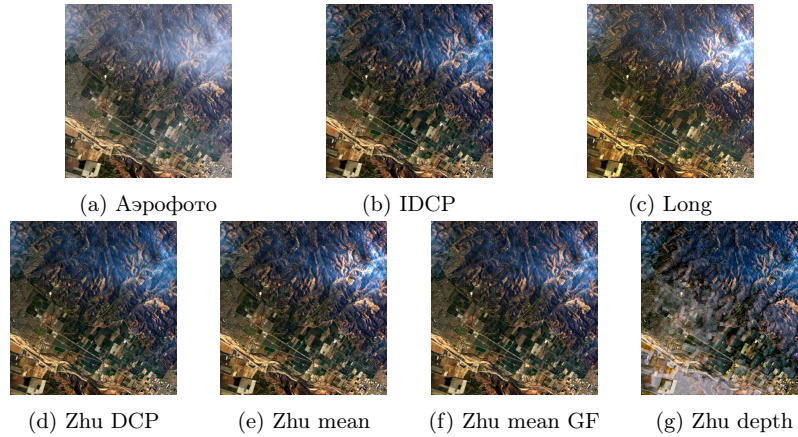 (a) Аэрофото
(b) IDCP
(c) Long
(d) Zhu DCP
(e) Zhu mean
(f) Zhu mean GF
(g) Zhu depth